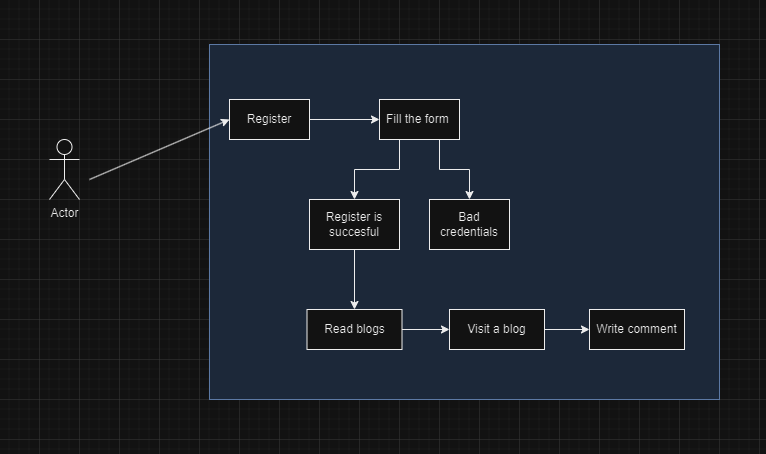 Register
Fill the form
Actor
Register is
succesful
Bad
credentials
Read blogs
Visit a blog
Write comment